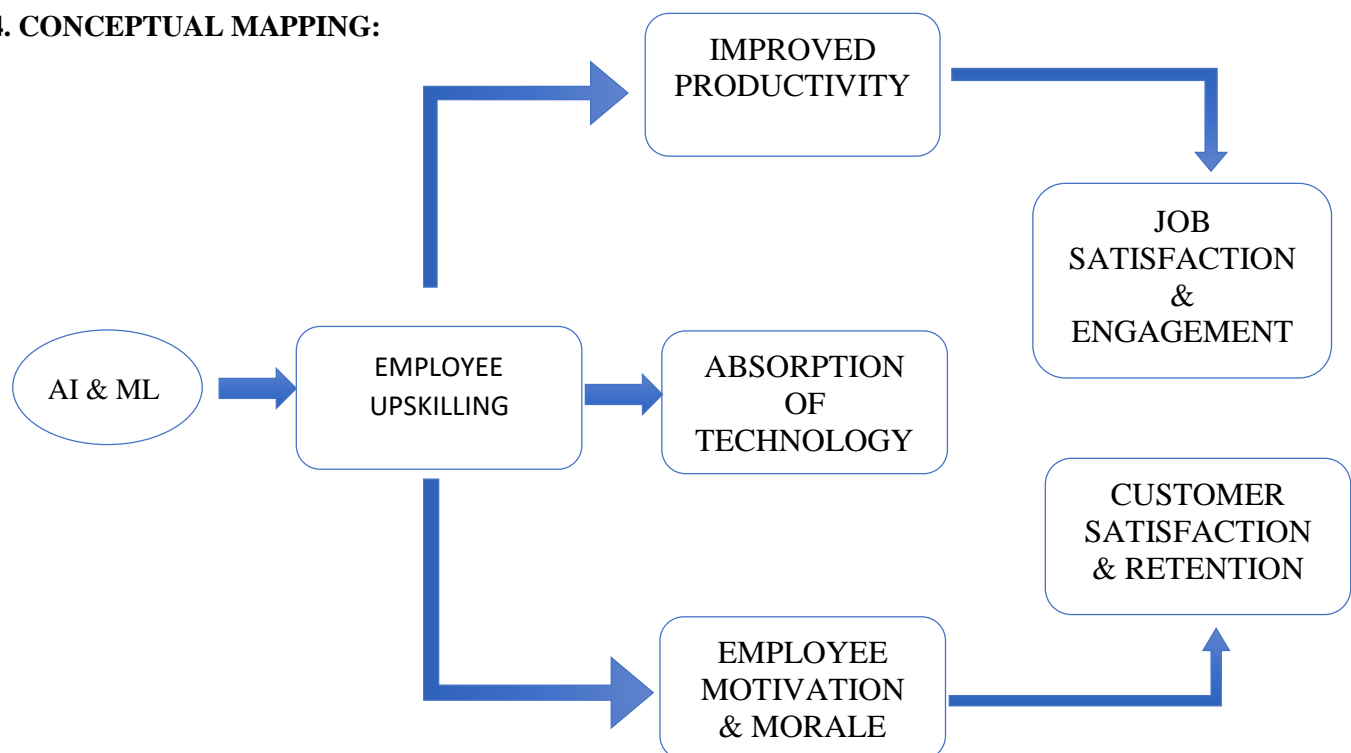 4. CONCEPTUAL MAPPING:
IMPROVED
PRODUCTIVITY
JOB
SATISFACTION
&
ENGAGEMENT
AI & ML
EMPLOYEE
UPSKILLING
ABSORPTION
OF
TECHNOLOGY
CUSTOMER
SATISFACTION
& RETENTION
EMPLOYEE
MOTIVATION
& MORALE